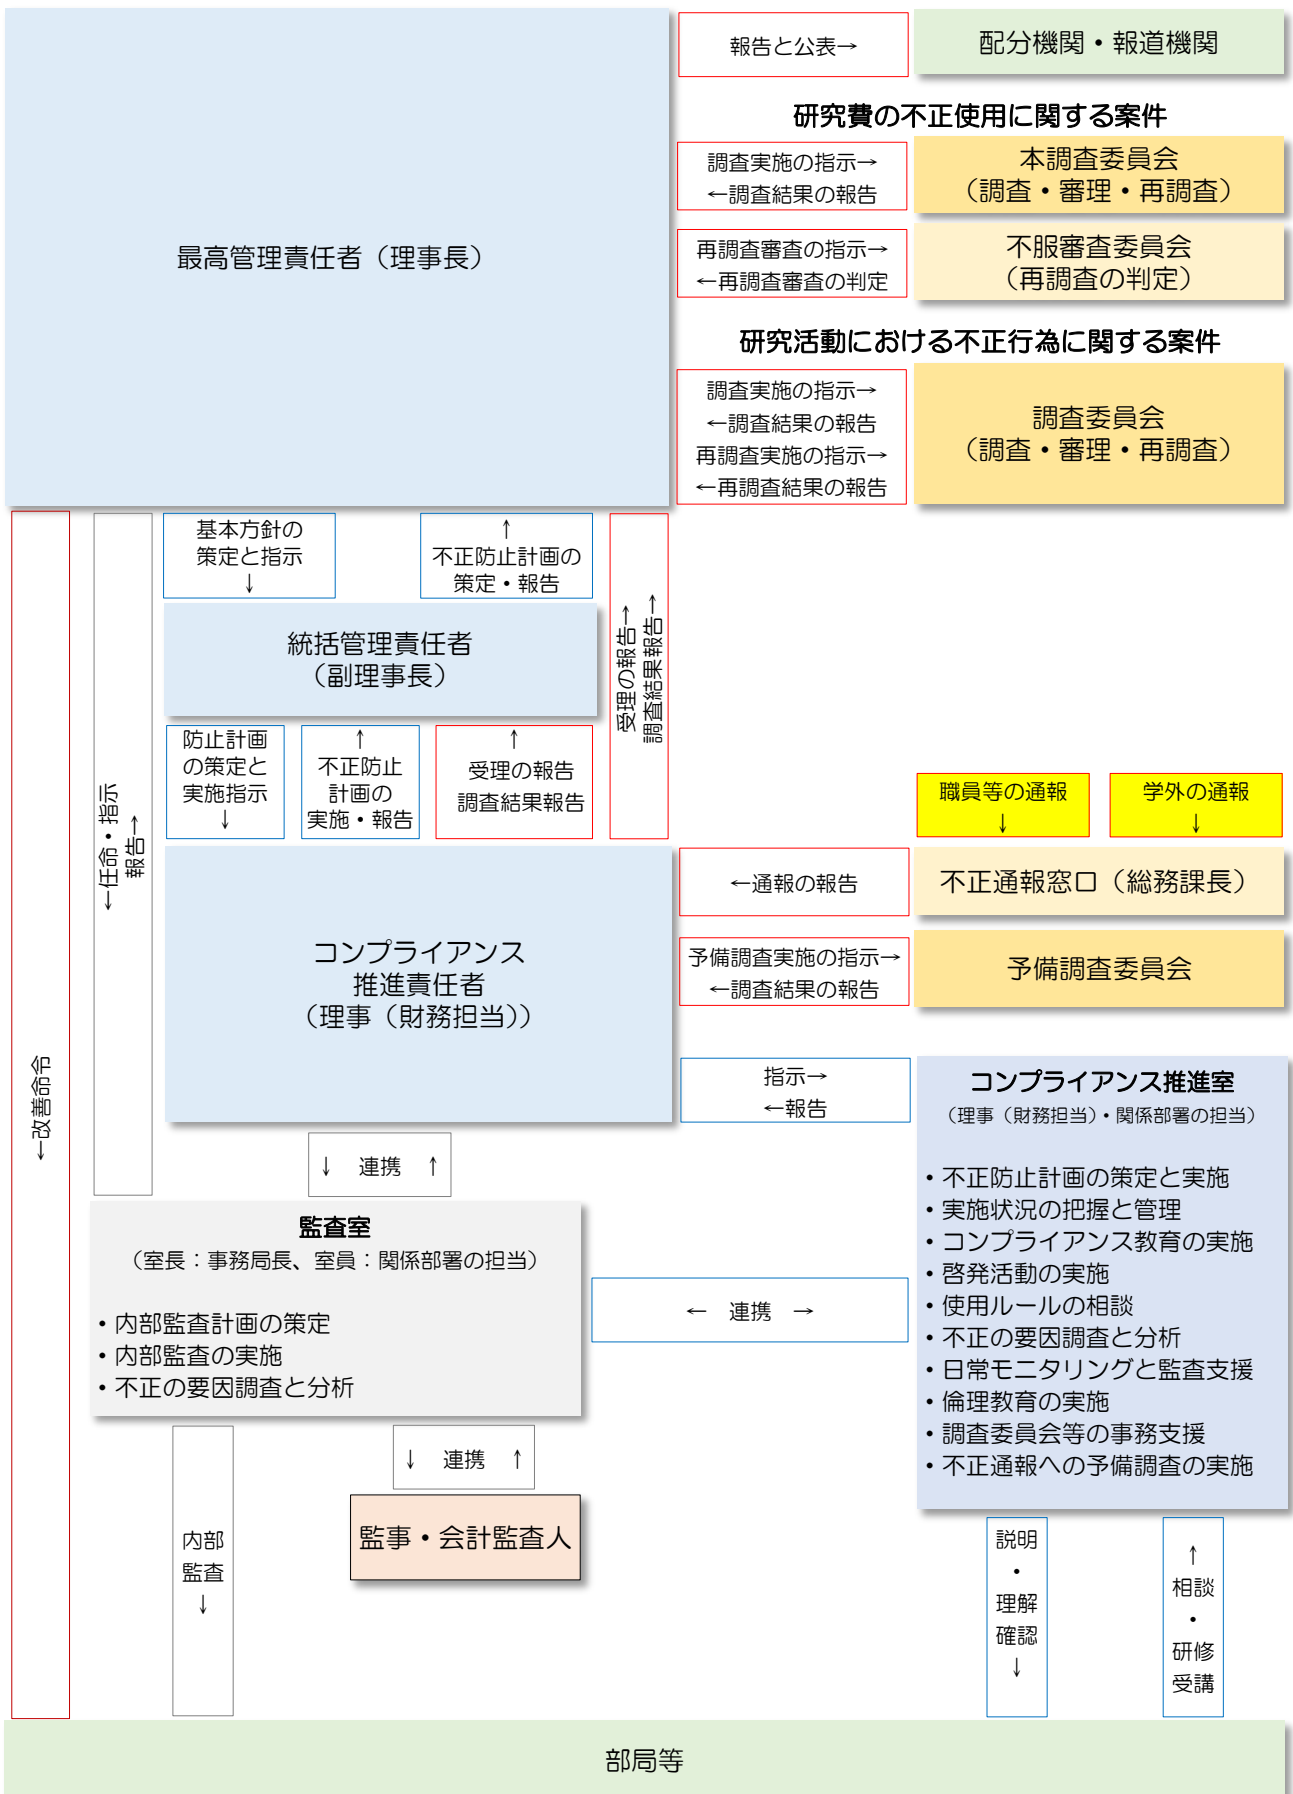 報告と公表→
配分機関・報道機関
研究費の不正使用に関する案件
調査実施の指示→
←調査結果の報告
本調査委員会
（調査・審理・再調査）
最高管理責任者（理事長）
再調査審査の指示→
←再調査審査の判定
不服審査委員会
（再調査の判定）
研究活動における不正行為に関する案件
調査実施の指示→
←調査結果の報告
再調査実施の指示→
←再調査結果の報告
調査委員会
（調査・審理・再調査）
基本方針の
策定と指示
↓
↑
不正防止計画の
策定・報告
統括管理責任者
（副理事長）
受理の報告→
調査結果報告→
防止計画
の策定と
実施指示
↓
↑
不正防止
計画の
実施・報告
↑
受理の報告
調査結果報告
←任命・指示
報告→
職員等の通報
↓
学外の通報
↓
コンプライアンス
推進責任者
（理事（財務担当））
←通報の報告
不正通報窓口（総務課長）
予備調査実施の指示→
←調査結果の報告
予備調査委員会
指示→
←報告
コンプライアンス推進室
（理事（財務担当）・関係部署の担当）
・不正防止計画の策定と実施
・実施状況の把握と管理
・コンプライアンス教育の実施
・啓発活動の実施
・使用ルールの相談
・不正の要因調査と分析
・日常モニタリングと監査支援
・倫理教育の実施
・調査委員会等の事務支援
・不正通報への予備調査の実施
←改善命令
↓　連携　↑
監査室
（室長：事務局長、室員：関係部署の担当）
・内部監査計画の策定
・内部監査の実施
・不正の要因調査と分析
←　連携　→
↓　連携　↑
監事・会計監査人
内部
監査
↓
説明
・
理解
確認
↓
↑
相談
・
研修
受講
部局等